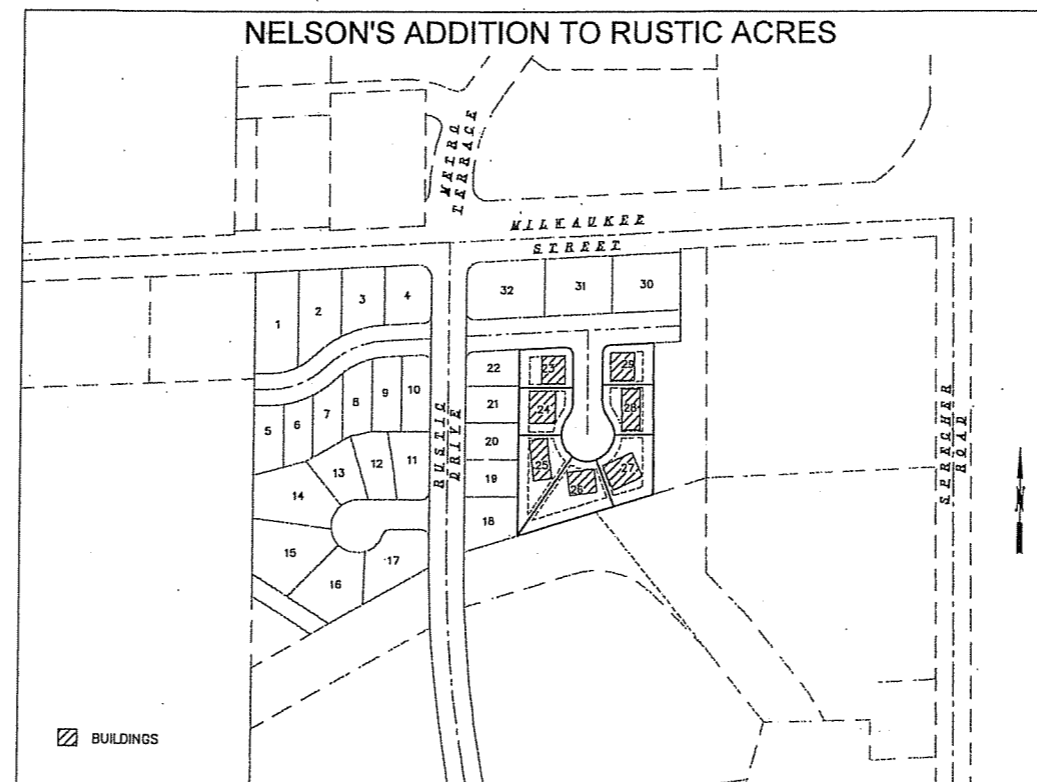 NELSON'S ADDITION TO RUSTIC ACRES
METRO
TERRACE
MILWAUKEE
STREET
1
2
3
4
32
31
30
22
23
29
5
6
7
8
9
10
21
24
28
RUSTIC
DRIVE
SPRECHER
ROAD
20
14
13
12
11
19
25
26
27
18
15
16
17
N
BUILDINGS